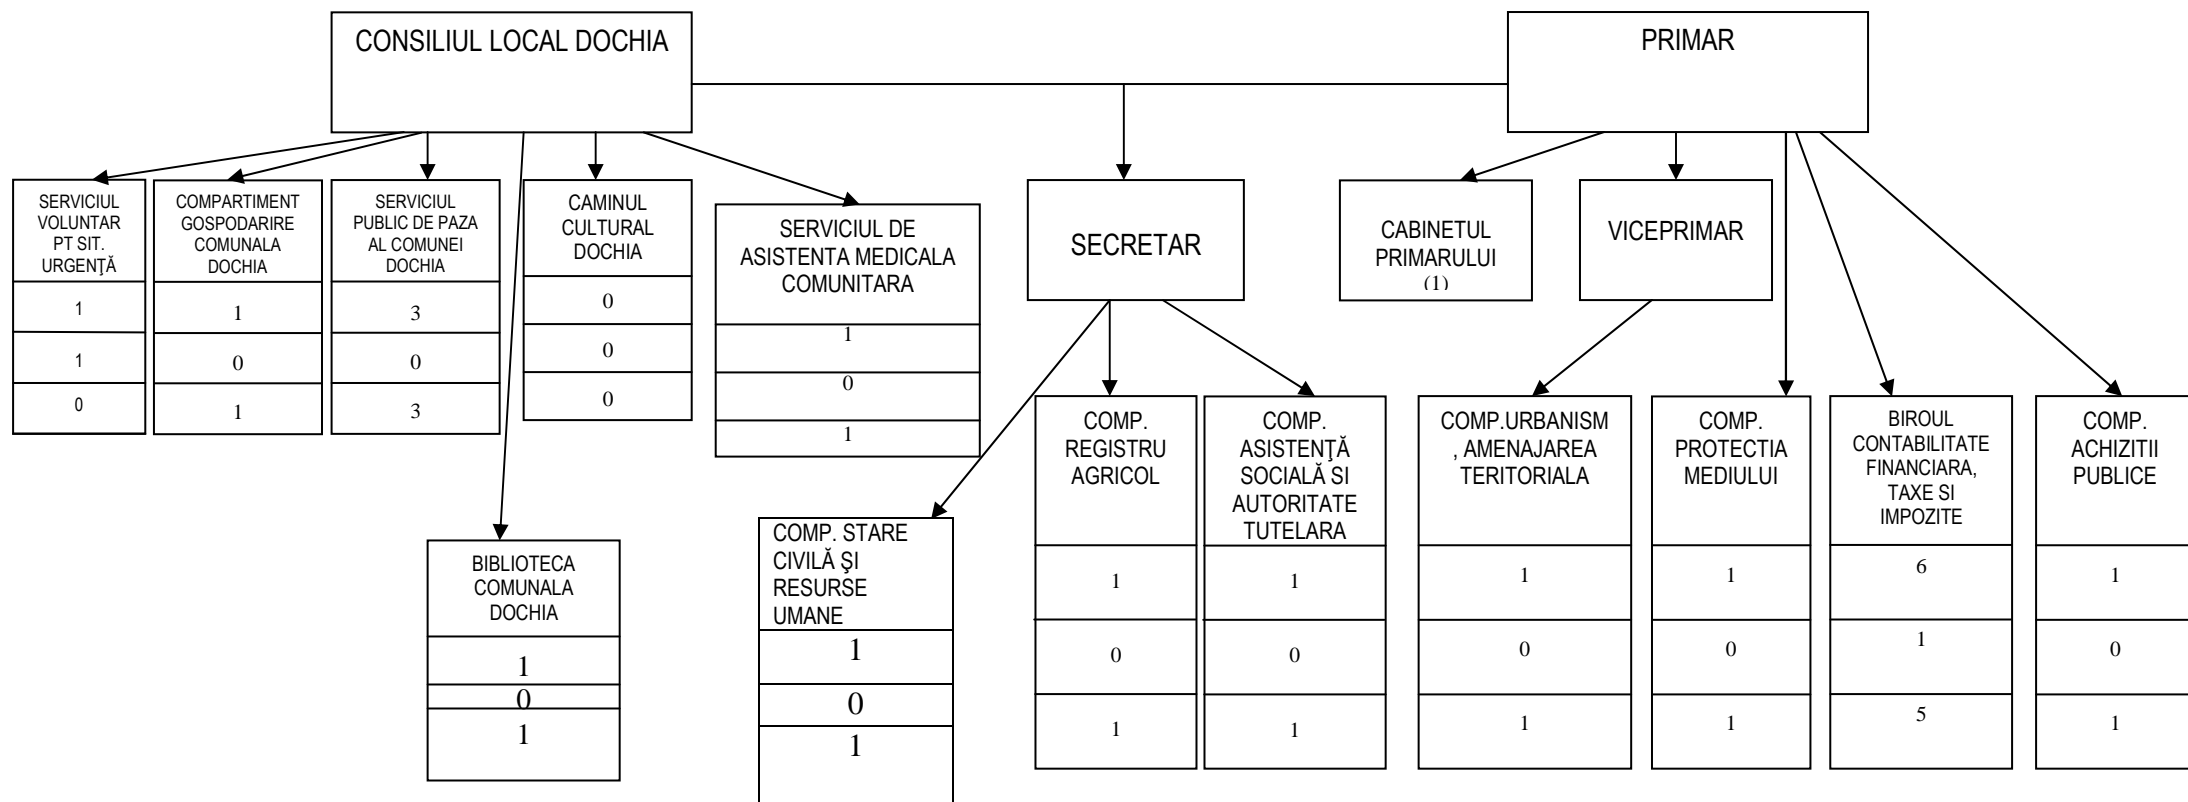 CONSILIUL LOCAL DOCHIA
PRIMAR
SERVICIUL
VOLUNTAR
PT SIT.
URGENŢĂ
1
1
0
COMPARTIMENT
GOSPODARIRE
COMUNALA
DOCHIA
1
0
1
SERVICIUL
PUBLIC DE PAZA
AL COMUNEI
DOCHIA
3
0
3
CAMINUL
CULTURAL
DOCHIA
0
0
0
SERVICIUL DE
ASISTENTA MEDICALA
COMUNITARA
1
0
1
SECRETAR
CABINETUL
PRIMARULUI
(1)
VICEPRIMAR
BIBLIOTECA
COMUNALA
DOCHIA
1
0
1
COMP. STARE
CIVILĂ ŞI
RESURSE
UMANE
1
0
1
COMP.
REGISTRU
AGRICOL
1
0
1
COMP.
ASISTENŢĂ
SOCIALĂ SI
AUTORITATE
TUTELARA
1
0
1
COMP.URBANISM
, AMENAJAREA
TERITORIALA
1
0
1
COMP.
PROTECTIA
MEDIULUI
1
0
1
BIROUL
CONTABILITATE
FINANCIARA,
TAXE SI
IMPOZITE
6
1
5
COMP.
ACHIZITII
PUBLICE
1
0
1